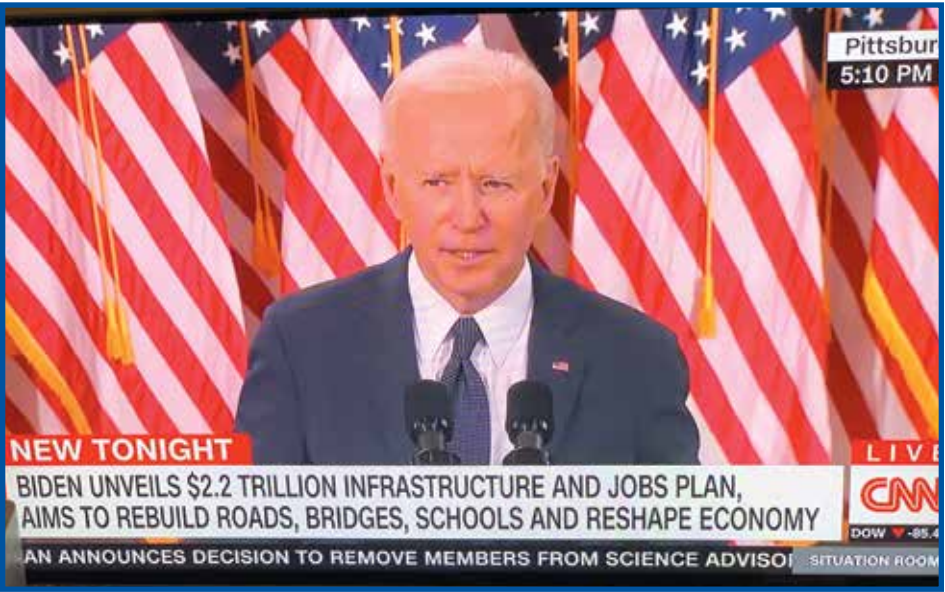 Pittsbur
5:10 PM
NEW TONIGHT
LIVE
BIDEN UNVEILS $2.2 TRILLION INFRASTRUCTURE AND JOBS PLAN,
AIMS TO REBUILD ROADS, BRIDGES, SCHOOLS AND RESHAPE ECONOMY
CNN
DOW ▼ -85.4
AN ANNOUNCES DECISION TO REMOVE MEMBERS FROM SCIENCE ADVISO
SITUATION ROOM